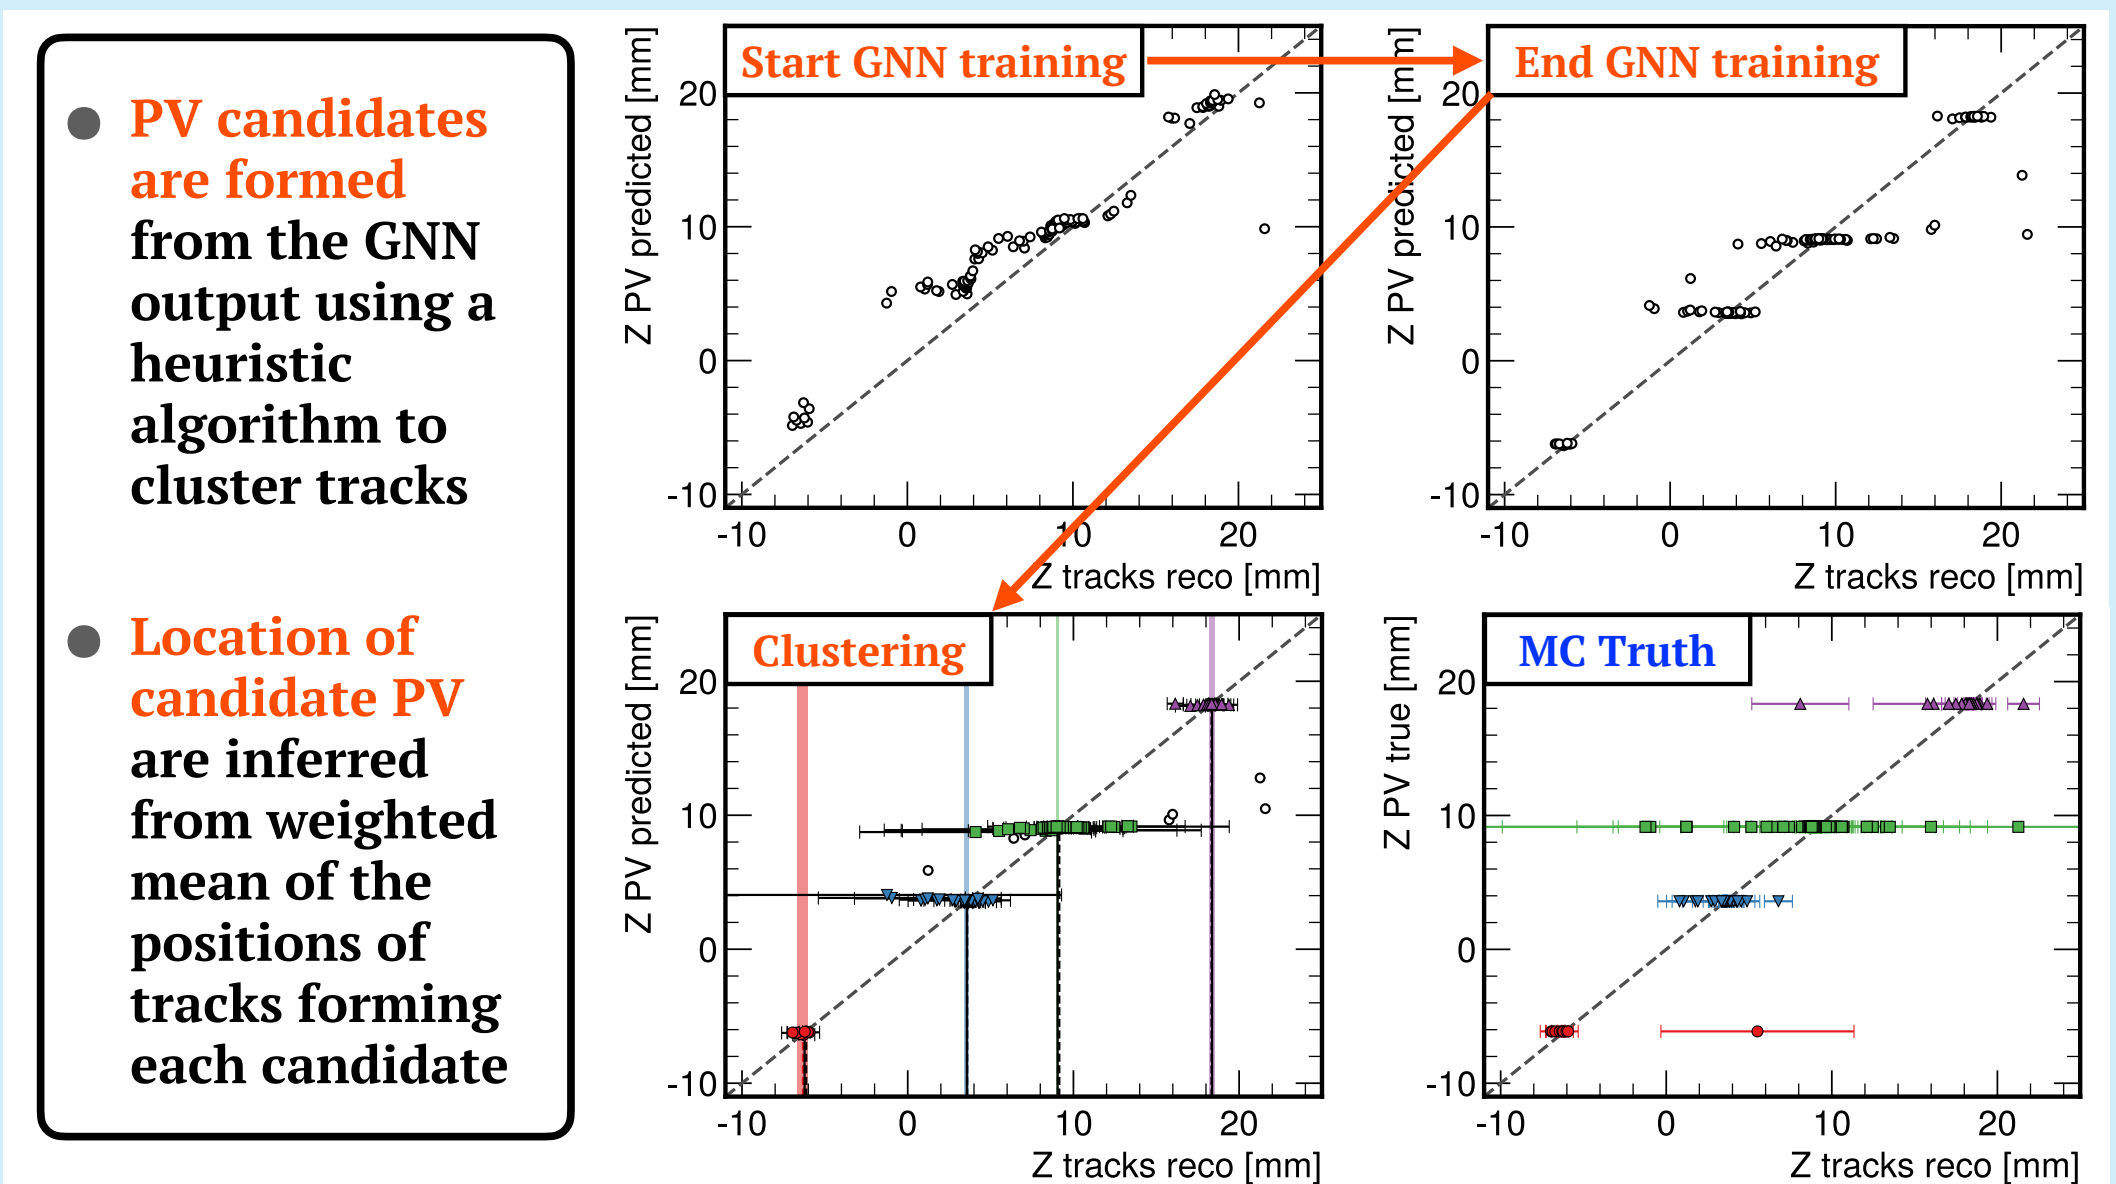 PV candidates
are formed
from the GNN
output using a
heuristic
algorithm to
cluster tracks
Location of
candidate PV
are inferred
from weighted
mean of the
positions of
tracks forming
each candidate
Start GNN training
Z PV predicted [mm]
20
10
0
-10
-10 0 10 20
Z tracks reco [mm]
End GNN training
Z PV predicted [mm]
20
10
0
-10
-10 0 10 20
Z tracks reco [mm]
Clustering
Z PV predicted [mm]
20
10
0
-10
-10 0 10 20
Z tracks reco [mm]
MC Truth
Z PV true [mm]
20
10
0
-10
-10 0 10 20
Z tracks reco [mm]